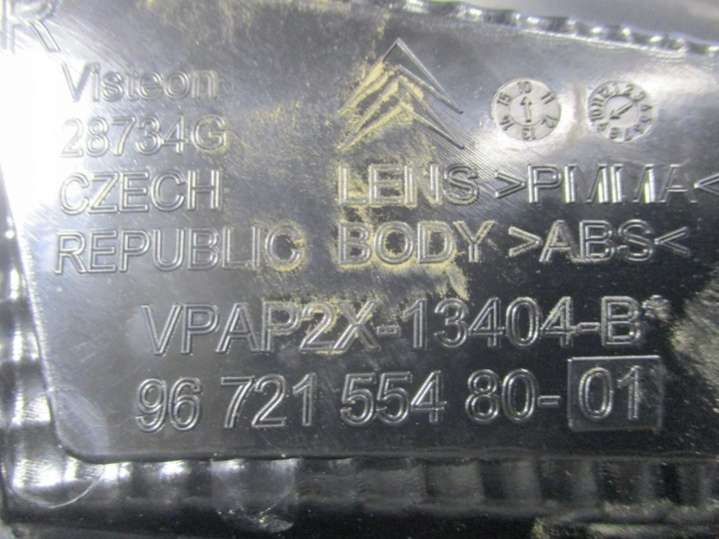 R
Visteon
28734G
CZECH
REPUBLIC
LENS >PMMA<
BODY >ABS<
VPAP2X-13404-B*
96 721 554 80-01